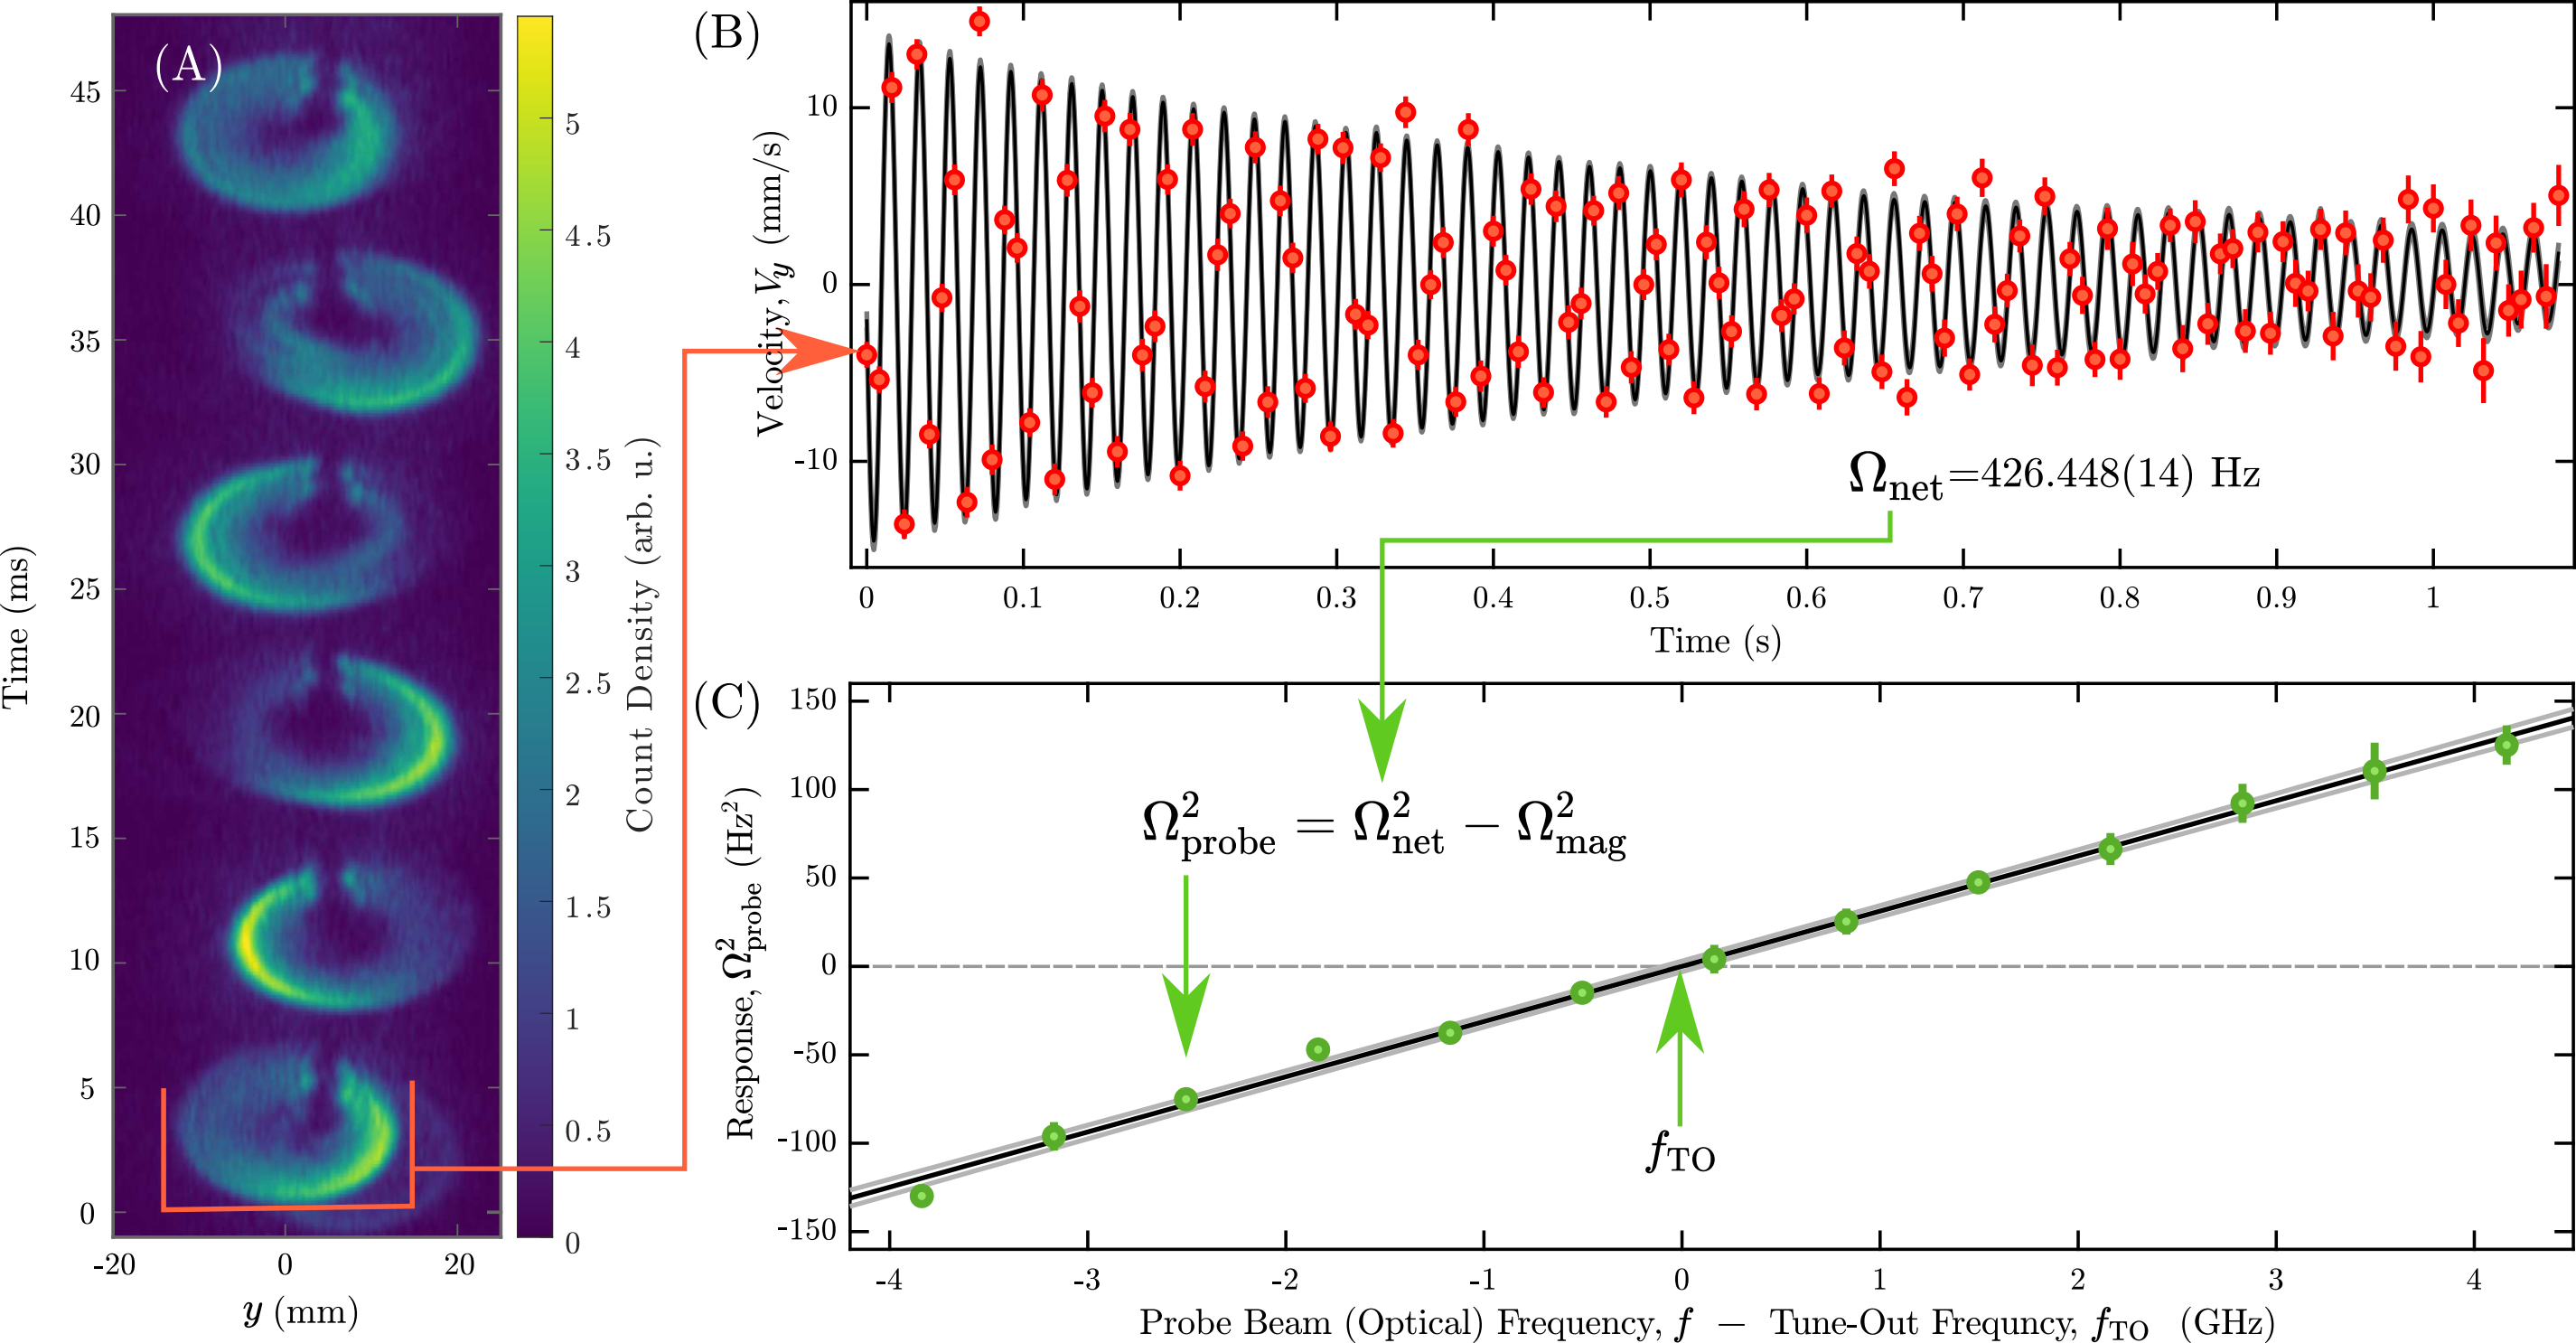 (A)
45
40
35
30
25
20
15
10
5
0
Time (ms)
-20 0 20
y (mm)
5
4.5
4
3.5
3
2.5
2
1.5
1
0.5
0
Count Density (arb. u.)
(B)
10
0
-10
Velocity, V_y (mm/s)
Ω_net=426.448(14) Hz
0 0.1 0.2 0.3 0.4 0.5 0.6 0.7 0.8 0.9 1
Time (s)
(C)
150
100
50
0
-50
-100
-150
Response, Ω²_probe (Hz²)
Ω²_probe = Ω²_net − Ω²_mag
f_TO
-4 -3 -2 -1 0 1 2 3 4
Probe Beam (Optical) Frequency, f − Tune-Out Frequncy, f_TO (GHz)